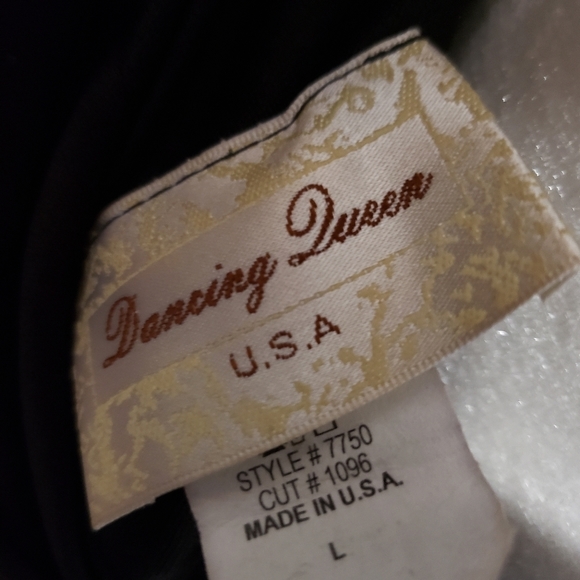 Dancing Queen
U.S.A
STYLE # 7750
CUT # 1096
MADE IN U.S.A.
L